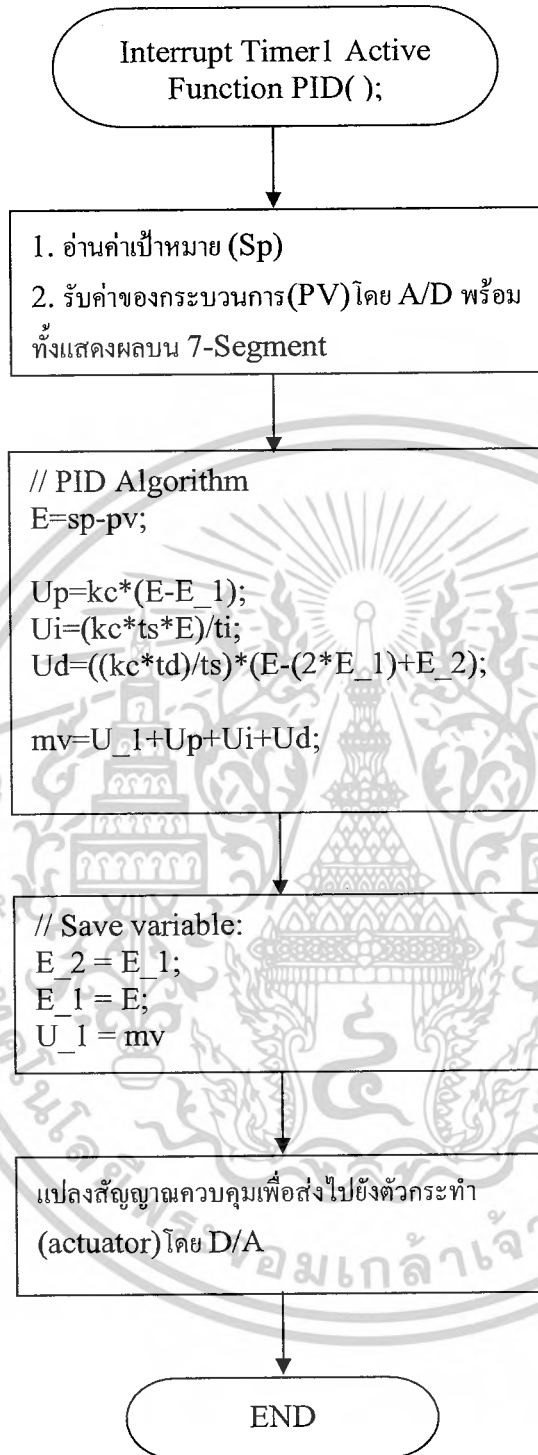 Interrupt Timer1 Active
Function PID( );
1. อ่านค่าเป้าหมาย (Sp)
2. รับค่าของกระบวนการ(PV)โดย A/D พร้อม
ทั้งแสดงผลบน 7-Segment
// PID Algorithm
E=sp-pv;
Up=kc*(E-E_1);
Ui=(kc*ts*E)/ti;
Ud=((kc*td)/ts)*(E-(2*E_1)+E_2);
mv=U_1+Up+Ui+Ud;
// Save variable:
E_2 = E_1;
E_1 = E;
U_1 = mv
แปลงสัญญาณควบคุมเพื่อส่งไปยังตัวกระทำ
(actuator)โดย D/A
END